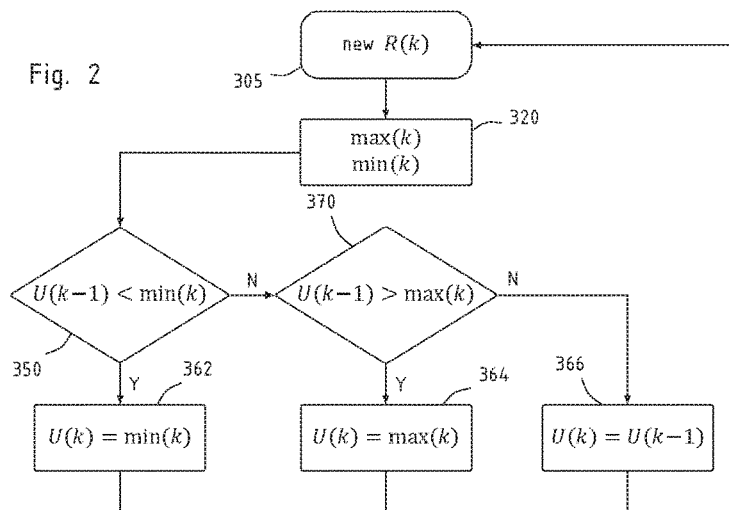 Fig. 2
new R(k)
305
320
max(k)
min(k)
370
U(k−1) < min(k)
N
U(k−1) > max(k)
N
350
Y
362
Y
364
366
U(k) = min(k)
U(k) = max(k)
U(k) = U(k−1)